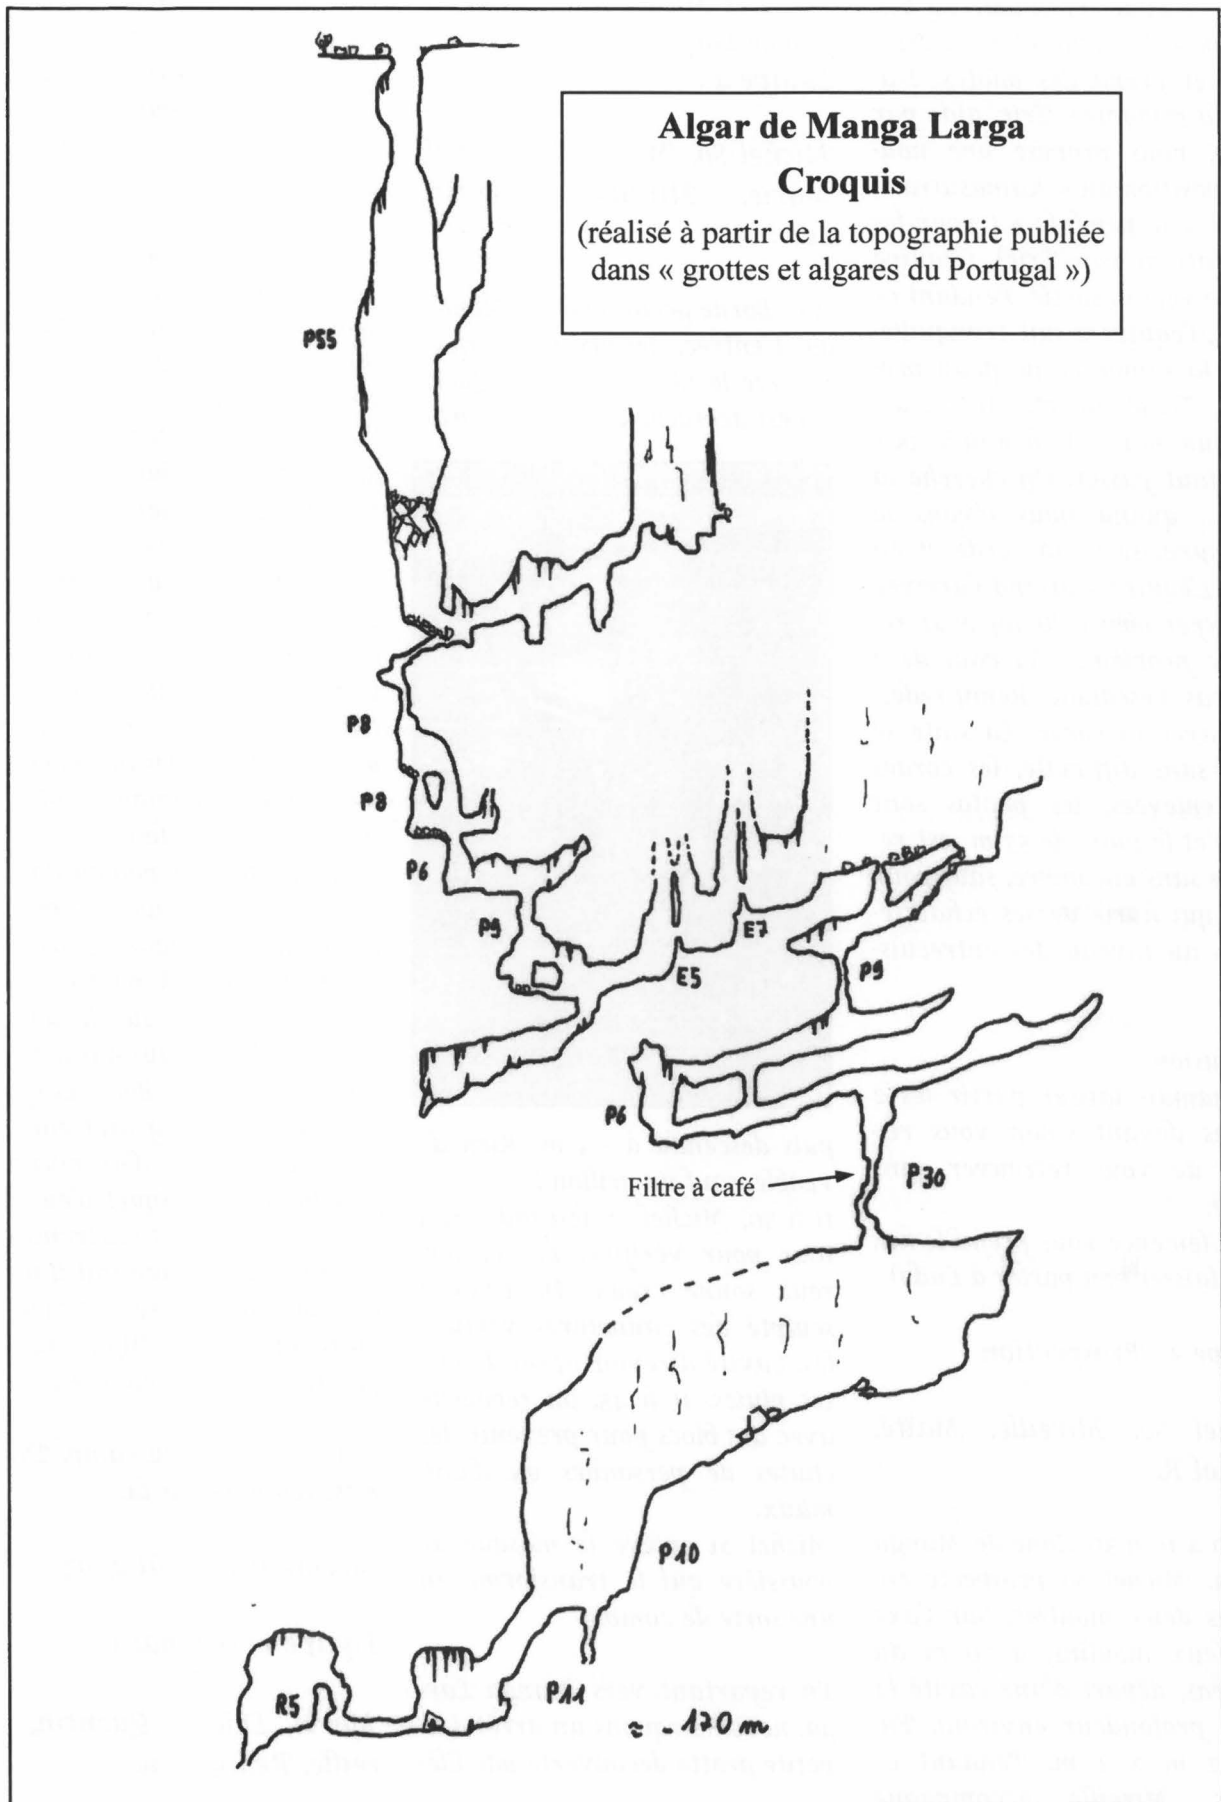 Algar de Manga Larga
Croquis
(réalisé à partir de la topographie publiée
dans « grottes et algares du Portugal »)
P55
P8
P8
P6
P9
E7
E5
P9
P6
Filtre à café
P30
P10
P11
R5
≈ - 170 m